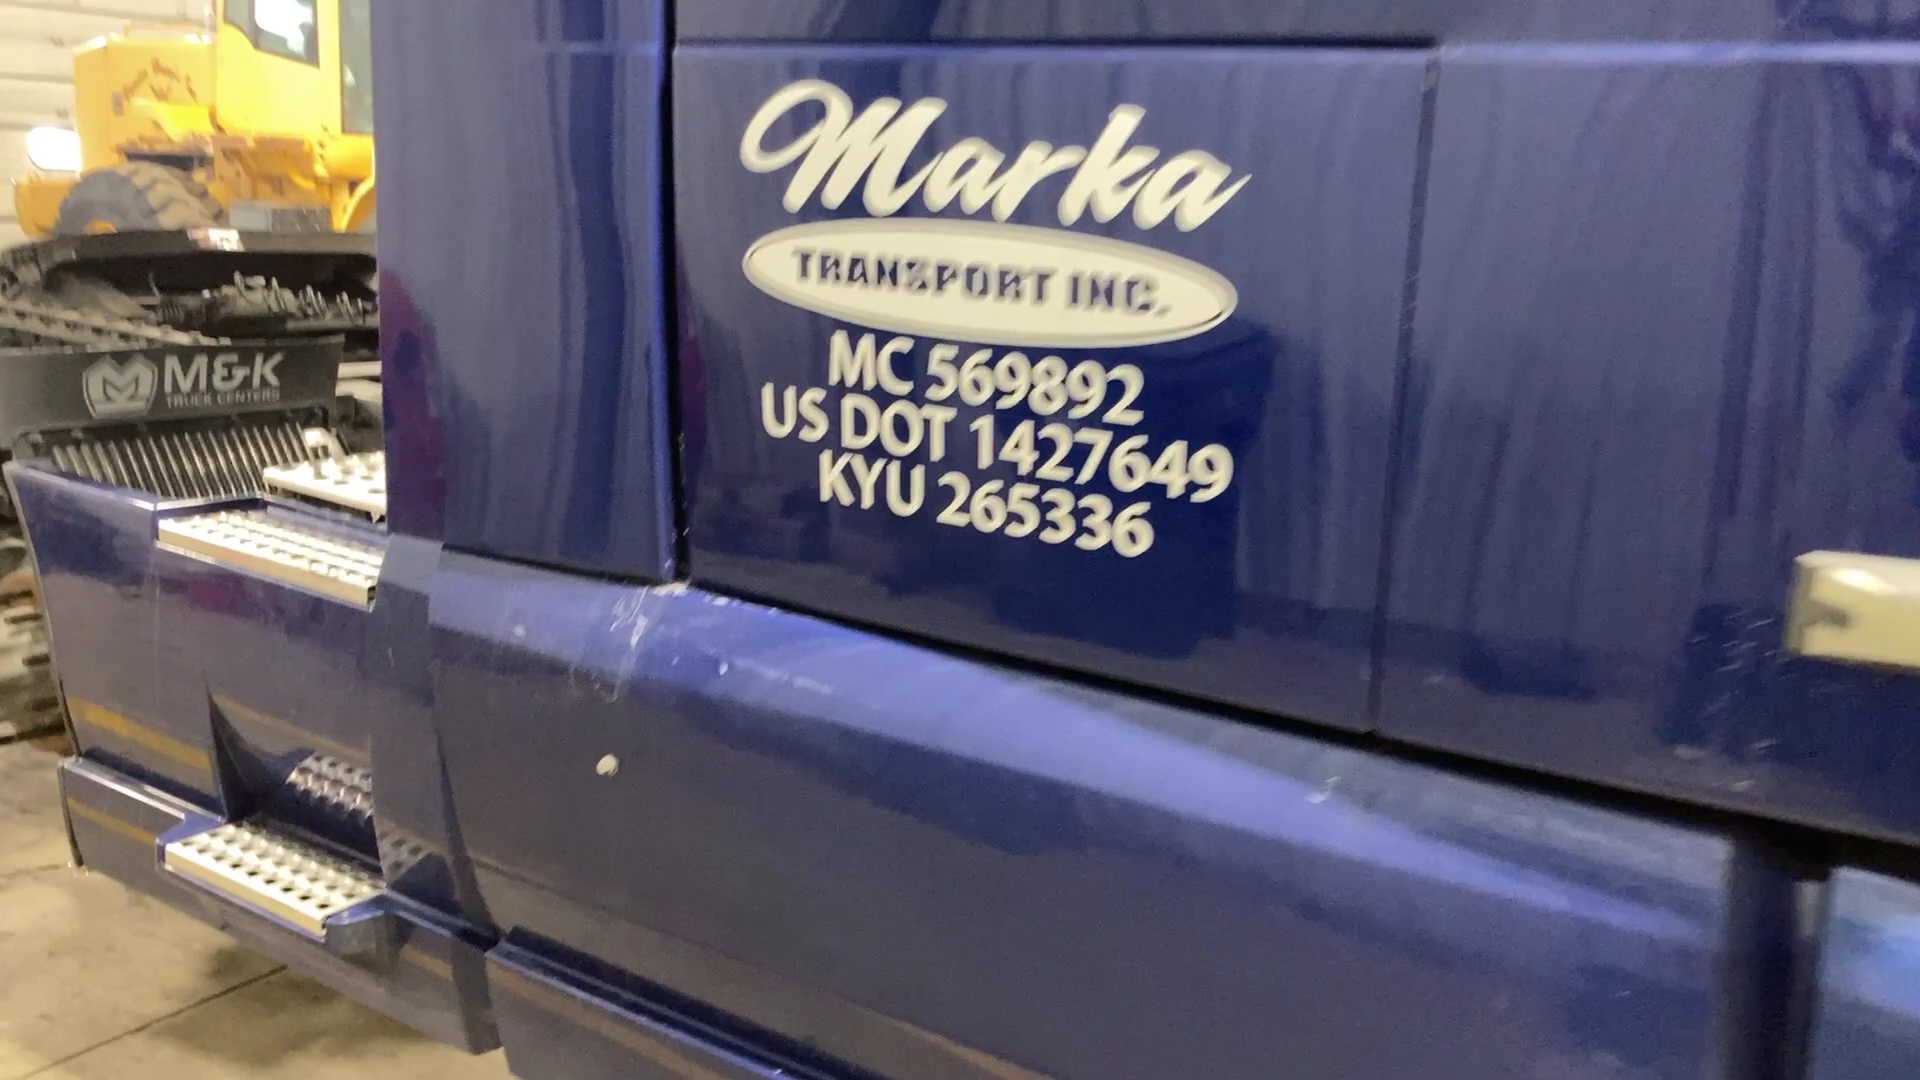 Marka
TRANSPORT INC.
MC 569892
US DOT 1427649
KYU 265336
M&K
TRUCK CENTERS